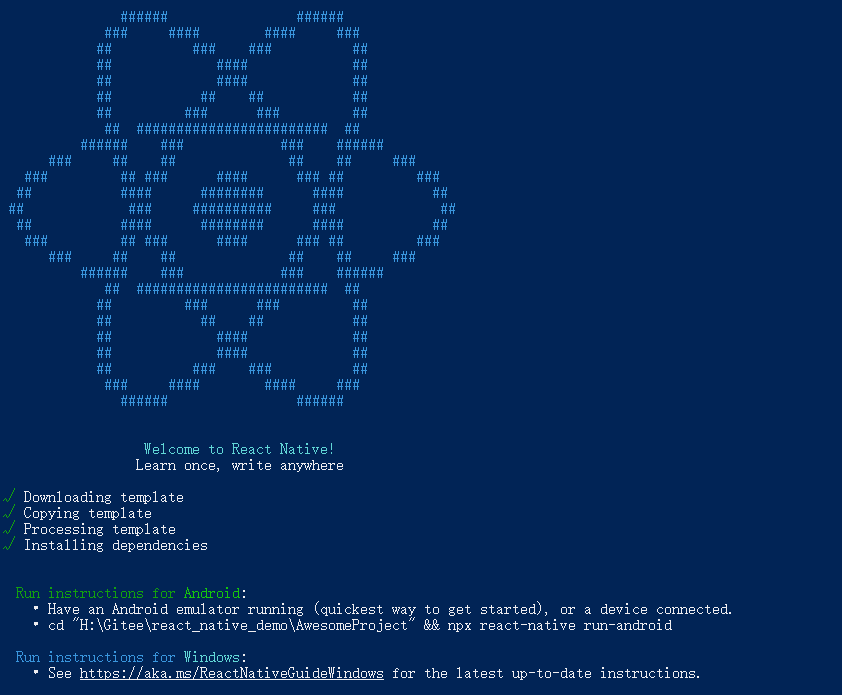 Welcome to React Native!
Learn once, write anywhere
√ Downloading template
√ Copying template
√ Processing template
√ Installing dependencies
Run instructions for Android:
• Have an Android emulator running (quickest way to get started), or a device connected.
• cd "H:\Gitee\react_native_demo\AwesomeProject" && npx react-native run-android
Run instructions for Windows:
• See https://aka.ms/ReactNativeGuideWindows for the latest up-to-date instructions.